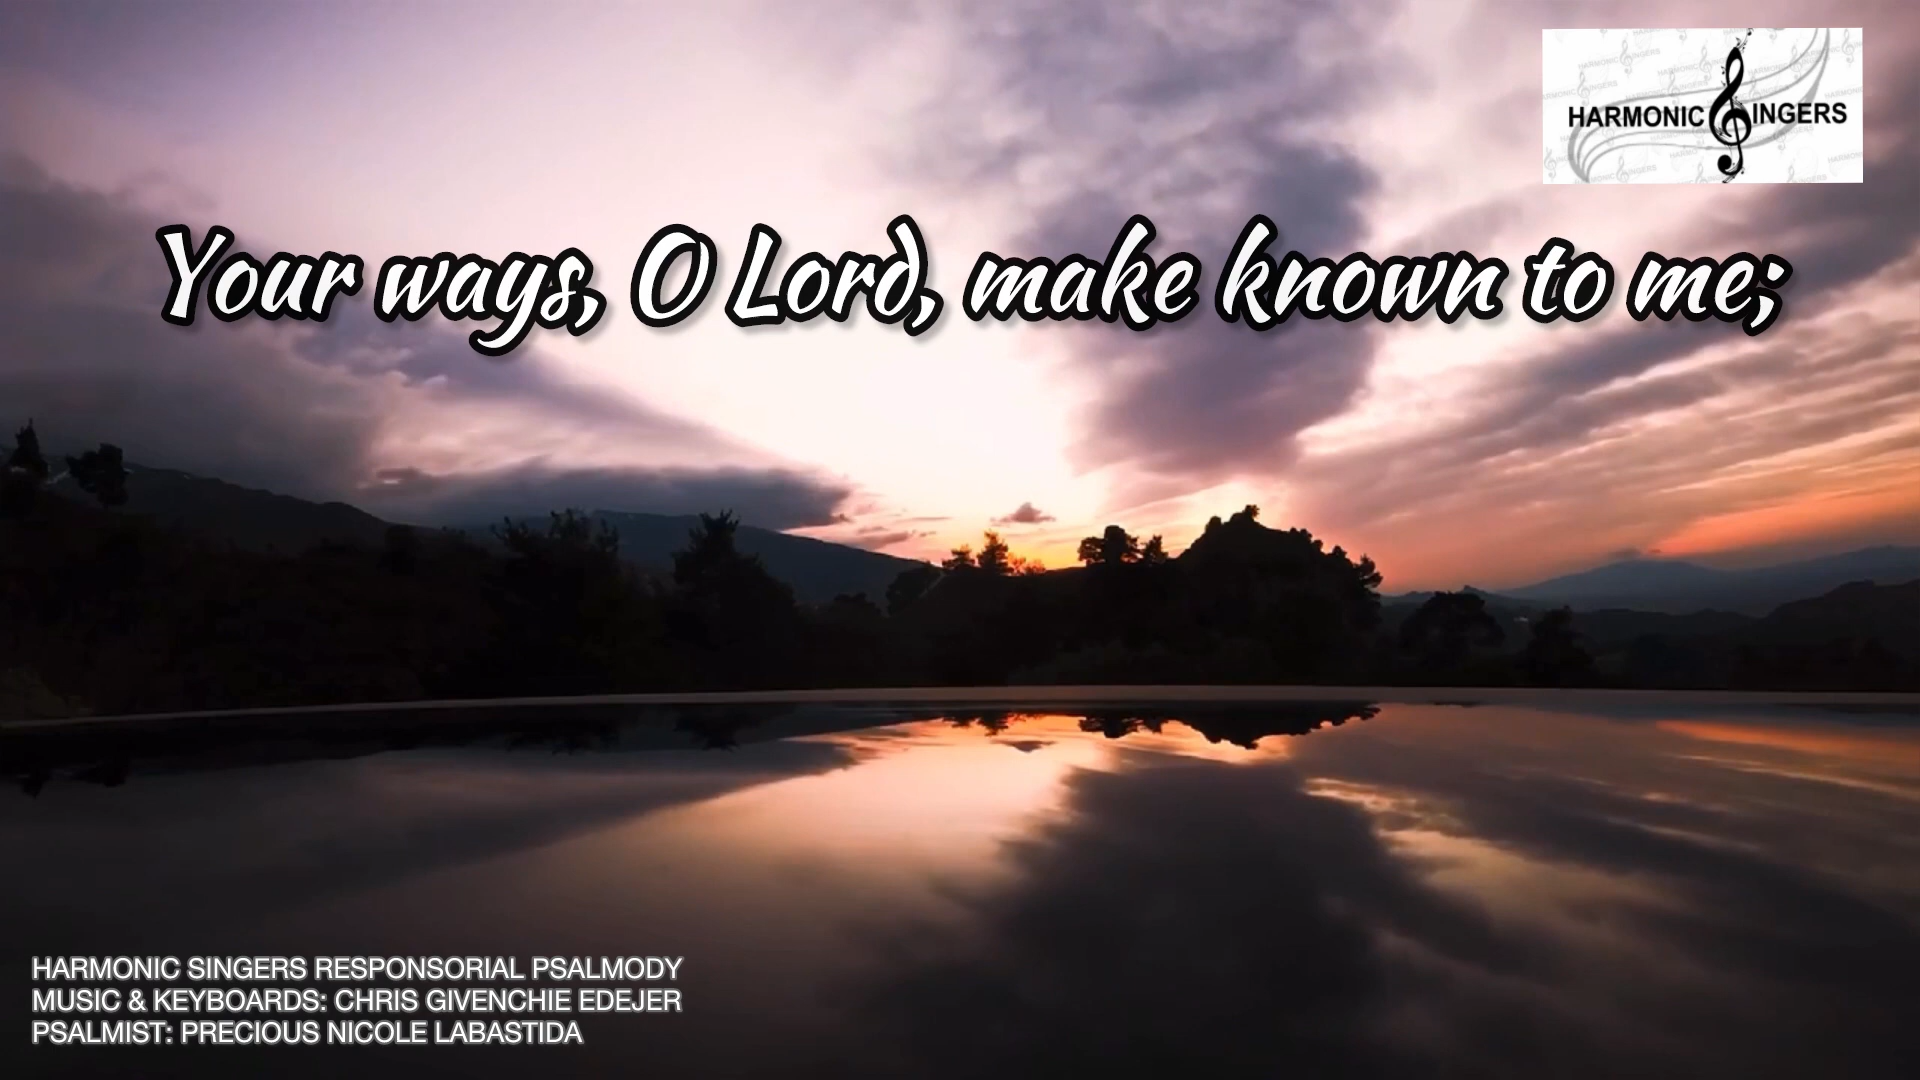 HARMONIC SINGERS
Your ways, O Lord, make known to me;
HARMONIC SINGERS RESPONSORIAL PSALMODY
MUSIC & KEYBOARDS: CHRIS GIVENCHIE EDEJER
PSALMIST: PRECIOUS NICOLE LABASTIDA